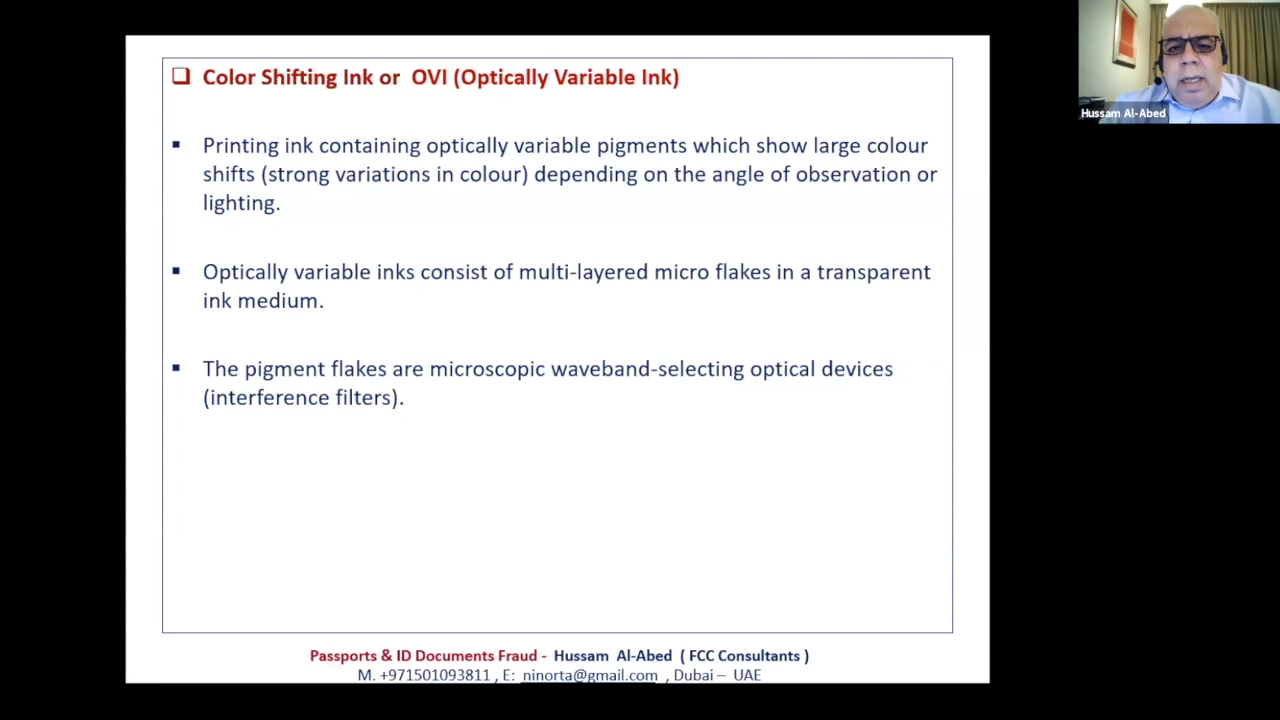 Color Shifting Ink or OVI (Optically Variable Ink)
▪ Printing ink containing optically variable pigments which show large colour
shifts (strong variations in colour) depending on the angle of observation or
lighting.
▪ Optically variable inks consist of multi-layered micro flakes in a transparent
ink medium.
▪ The pigment flakes are microscopic waveband-selecting optical devices
(interference filters).
Passports & ID Documents Fraud - Hussam Al-Abed ( FCC Consultants )
M. +971501093811 , E: ninorta@gmail.com , Dubai – UAE
Hussam Al-Abed